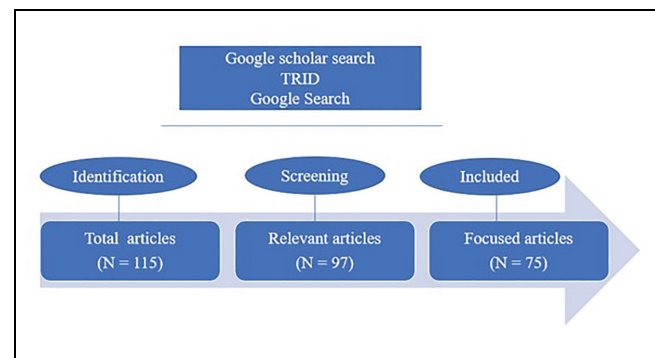 Google scholar search
TRID
Google Search
Identification
Screening
Included
Total articles
(N = 115)
Relevant articles
(N = 97)
Focused articles
(N = 75)